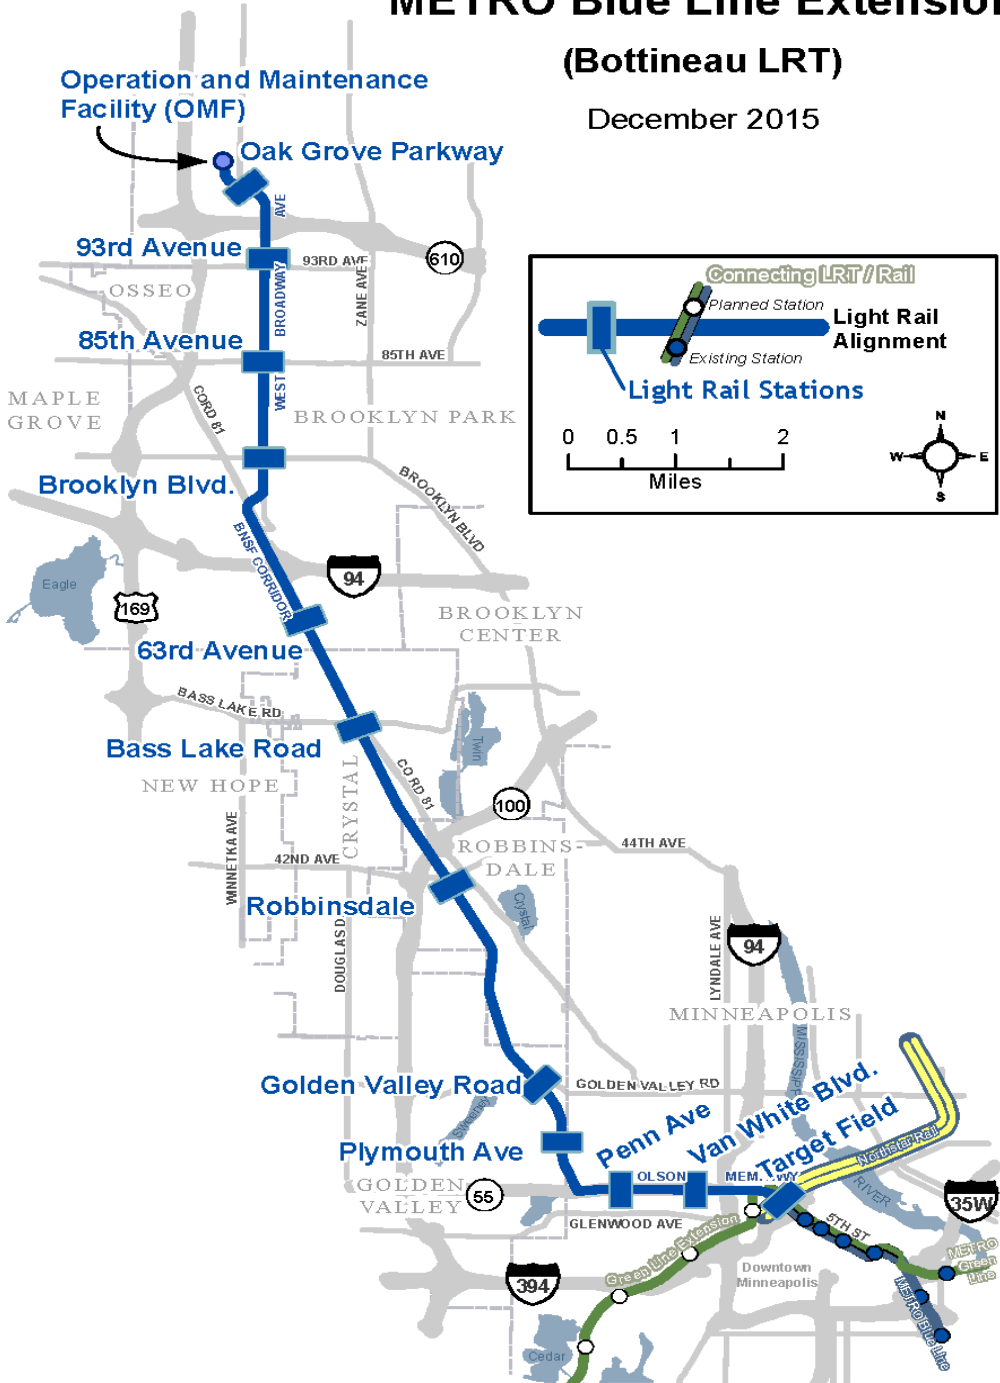 METRO Blue Line Extension
(Bottineau LRT)
December 2015
Operation and Maintenance
Facility (OMF)
Oak Grove Parkway
AVE
93rd Avenue
93RD AVE
610
OSSEO
BROADWAY
ZANE AVE
Connecting LRT / Rail
Planned Station
Light Rail
Alignment
Existing Station
Light Rail Stations
85th Avenue
85TH AVE
WEST
MAPLE
GROVE
CORD 81
BROOKLYN PARK
0 0.5 1 2
Miles
N
W E
S
Brooklyn Blvd.
BROOKLYN BLVD
BNSF CORRIDOR
94
Eagle
169
BROOKLYN
CENTER
63rd Avenue
BASS LAKE RD
Bass Lake Road
Twin
NEW HOPE
CRYSTAL
CO RD 81
100
WINNETKA AVE
42ND AVE
ROBBINS-
DALE
44TH AVE
Robbinsdale
Crystal
DOUGLAS D
LYNDALE AVE
94
MINNEAPOLIS
MISSISSIPPI
Golden Valley Road
GOLDEN VALLEY RD
Sweeney
Plymouth Ave
Penn Ave
Van White Blvd.
Target Field
Northstar Rail
OLSON
MEM. WY
GOLDEN
VALLEY
55
RIVER
35W
GLENWOOD AVE
5TH ST
Green Line Extension
METRO
Green
Line
Downtown
Minneapolis
394
METRO Blue Line
Cedar